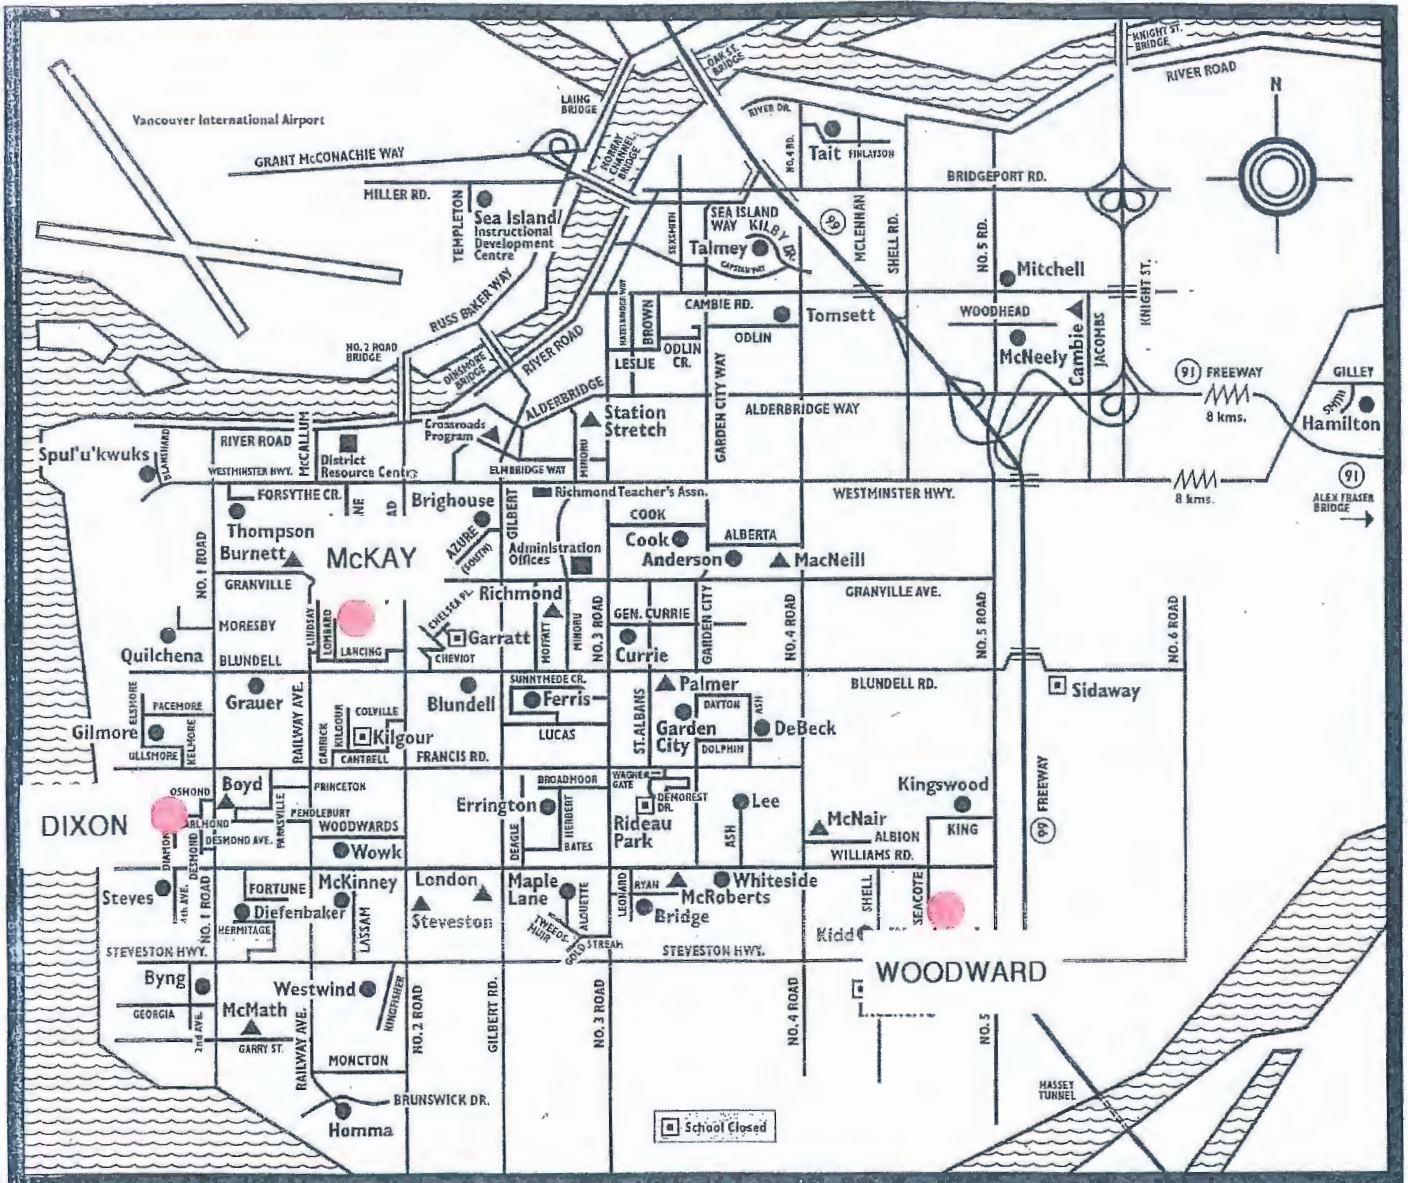 KNIGHT ST.
BRIDGE
RIVER ROAD
OAK ST.
BRIDGE
LAING
BRIDGE
N
Vancouver International Airport
RIVER DR.
MORAY
CHANNEL
BRIDGE
NO. 4 RD.
Tait
FINLAYSON
GRANT McCONACHIE WAY
BRIDGEPORT RD.
MILLER RD.
TEMPLETON
Sea Island/
Instructional
Development
Centre
SEXSMITH
SEA ISLAND
WAY
KILBY DR.
Talmey
CAPSTAN WAY
99
McLENNAN
SHELL RD.
NO. 5 RD.
Mitchell
KNIGHT ST.
RUSS BAKER WAY
HAZELBRIDGE WAY
BROWN
CAMBIE RD.
Tomsett
WOODHEAD
Cambie
JACOBS
NO. 2 ROAD
BRIDGE
DINSMORE
BRIDGE
RIVER ROAD
LESLIE
ODLIN
CR.
ODLIN
McNeely
91
FREEWAY
8 kms.
GILLEY
SMITH
Hamilton
ALDERBRIDGE
GARDEN CITY WAY
ALDERBRIDGE WAY
Station
Stretch
Crossroads
Program
MINORU
Spul'u'kwuks
BLANSHARD
RIVER ROAD
McCALLUM
WESTMINSTER HWY.
District
Resource Centre
ELMBRIDGE WAY
91
ALEX FRASER
BRIDGE
FORSYTHE CR.
NE
AD
Brighouse
GILBERT
Richmond Teacher's Assn.
WESTMINSTER HWY.
8 kms.
Thompson
Burnett
McKAY
AZURE
(SOUTH)
Administration
Offices
COOK
Cook
ALBERTA
Anderson
MacNeill
NO. 1 ROAD
GRANVILLE
GRANVILLE AVE.
CHELSEA PL.
Richmond
GEN. CURRIE
GARDEN CITY
NO. 4 ROAD
NO. 5 ROAD
NO. 6 ROAD
MORESBY
LINDSAY
LOMBARD
LANCING
Garratt
CHEVIOT
MOFFATT
MINORU
NO. 3 ROAD
Currie
Quilchena
BLUNDELL
BLUNDELL RD.
Sidaway
Grauer
Blundell
SUNNYMEDE CR.
Ferris
LUCAS
ST. ALBANS
Palmer
DAYTON
ASH
Garden
City
DeBeck
DOLPHIN
ELSMORE
PACEMORE
Gilmore
ULLSMORE
KELMORE
RAILWAY AVE.
GARRICK
KILGOUR
COLVILLE
Kilgour
CANTRELL
FRANCIS RD.
Boyd
OSMOND
PRINCETON
PENDLEBURY
PARKSVILLE
WOODWARDS
DIXON
DIAMOND
DESMOND
DESMOND AVE.
Wowk
Errington
BROADMOOR
DEAGLE
HERBERT
BATES
WAGNER
GATE
DEMOREST
DR.
Rideau
Park
Lee
ASH
Kingswood
KING
99
FREEWAY
McNair
ALBION
WILLIAMS RD.
Steves
4th AVE.
NO. 1 ROAD
FORTUNE
Diefenbaker
HERMITAGE
McKinney
LASSAM
London
Steveston
Maple
Lane
ALOUETTE
TWEEDSMUIR
GOLD
STREAM
LEONARD
RYAN
McRoberts
Whiteside
Bridge
SHELL
SEACOTE
Kidd
STEVESTON HWY.
STEVESTON HWY.
WOODWARD
Byng
GEORGIA
2nd AVE.
McMath
GARRY ST.
Westwind
KINGFISHER
RAILWAY AVE.
MONCTON
NO. 2 ROAD
GILBERT RD.
NO. 3 ROAD
NO. 4 ROAD
NO. 5
MASSEY
TUNNEL
BRUNSWICK DR.
Homma
School Closed